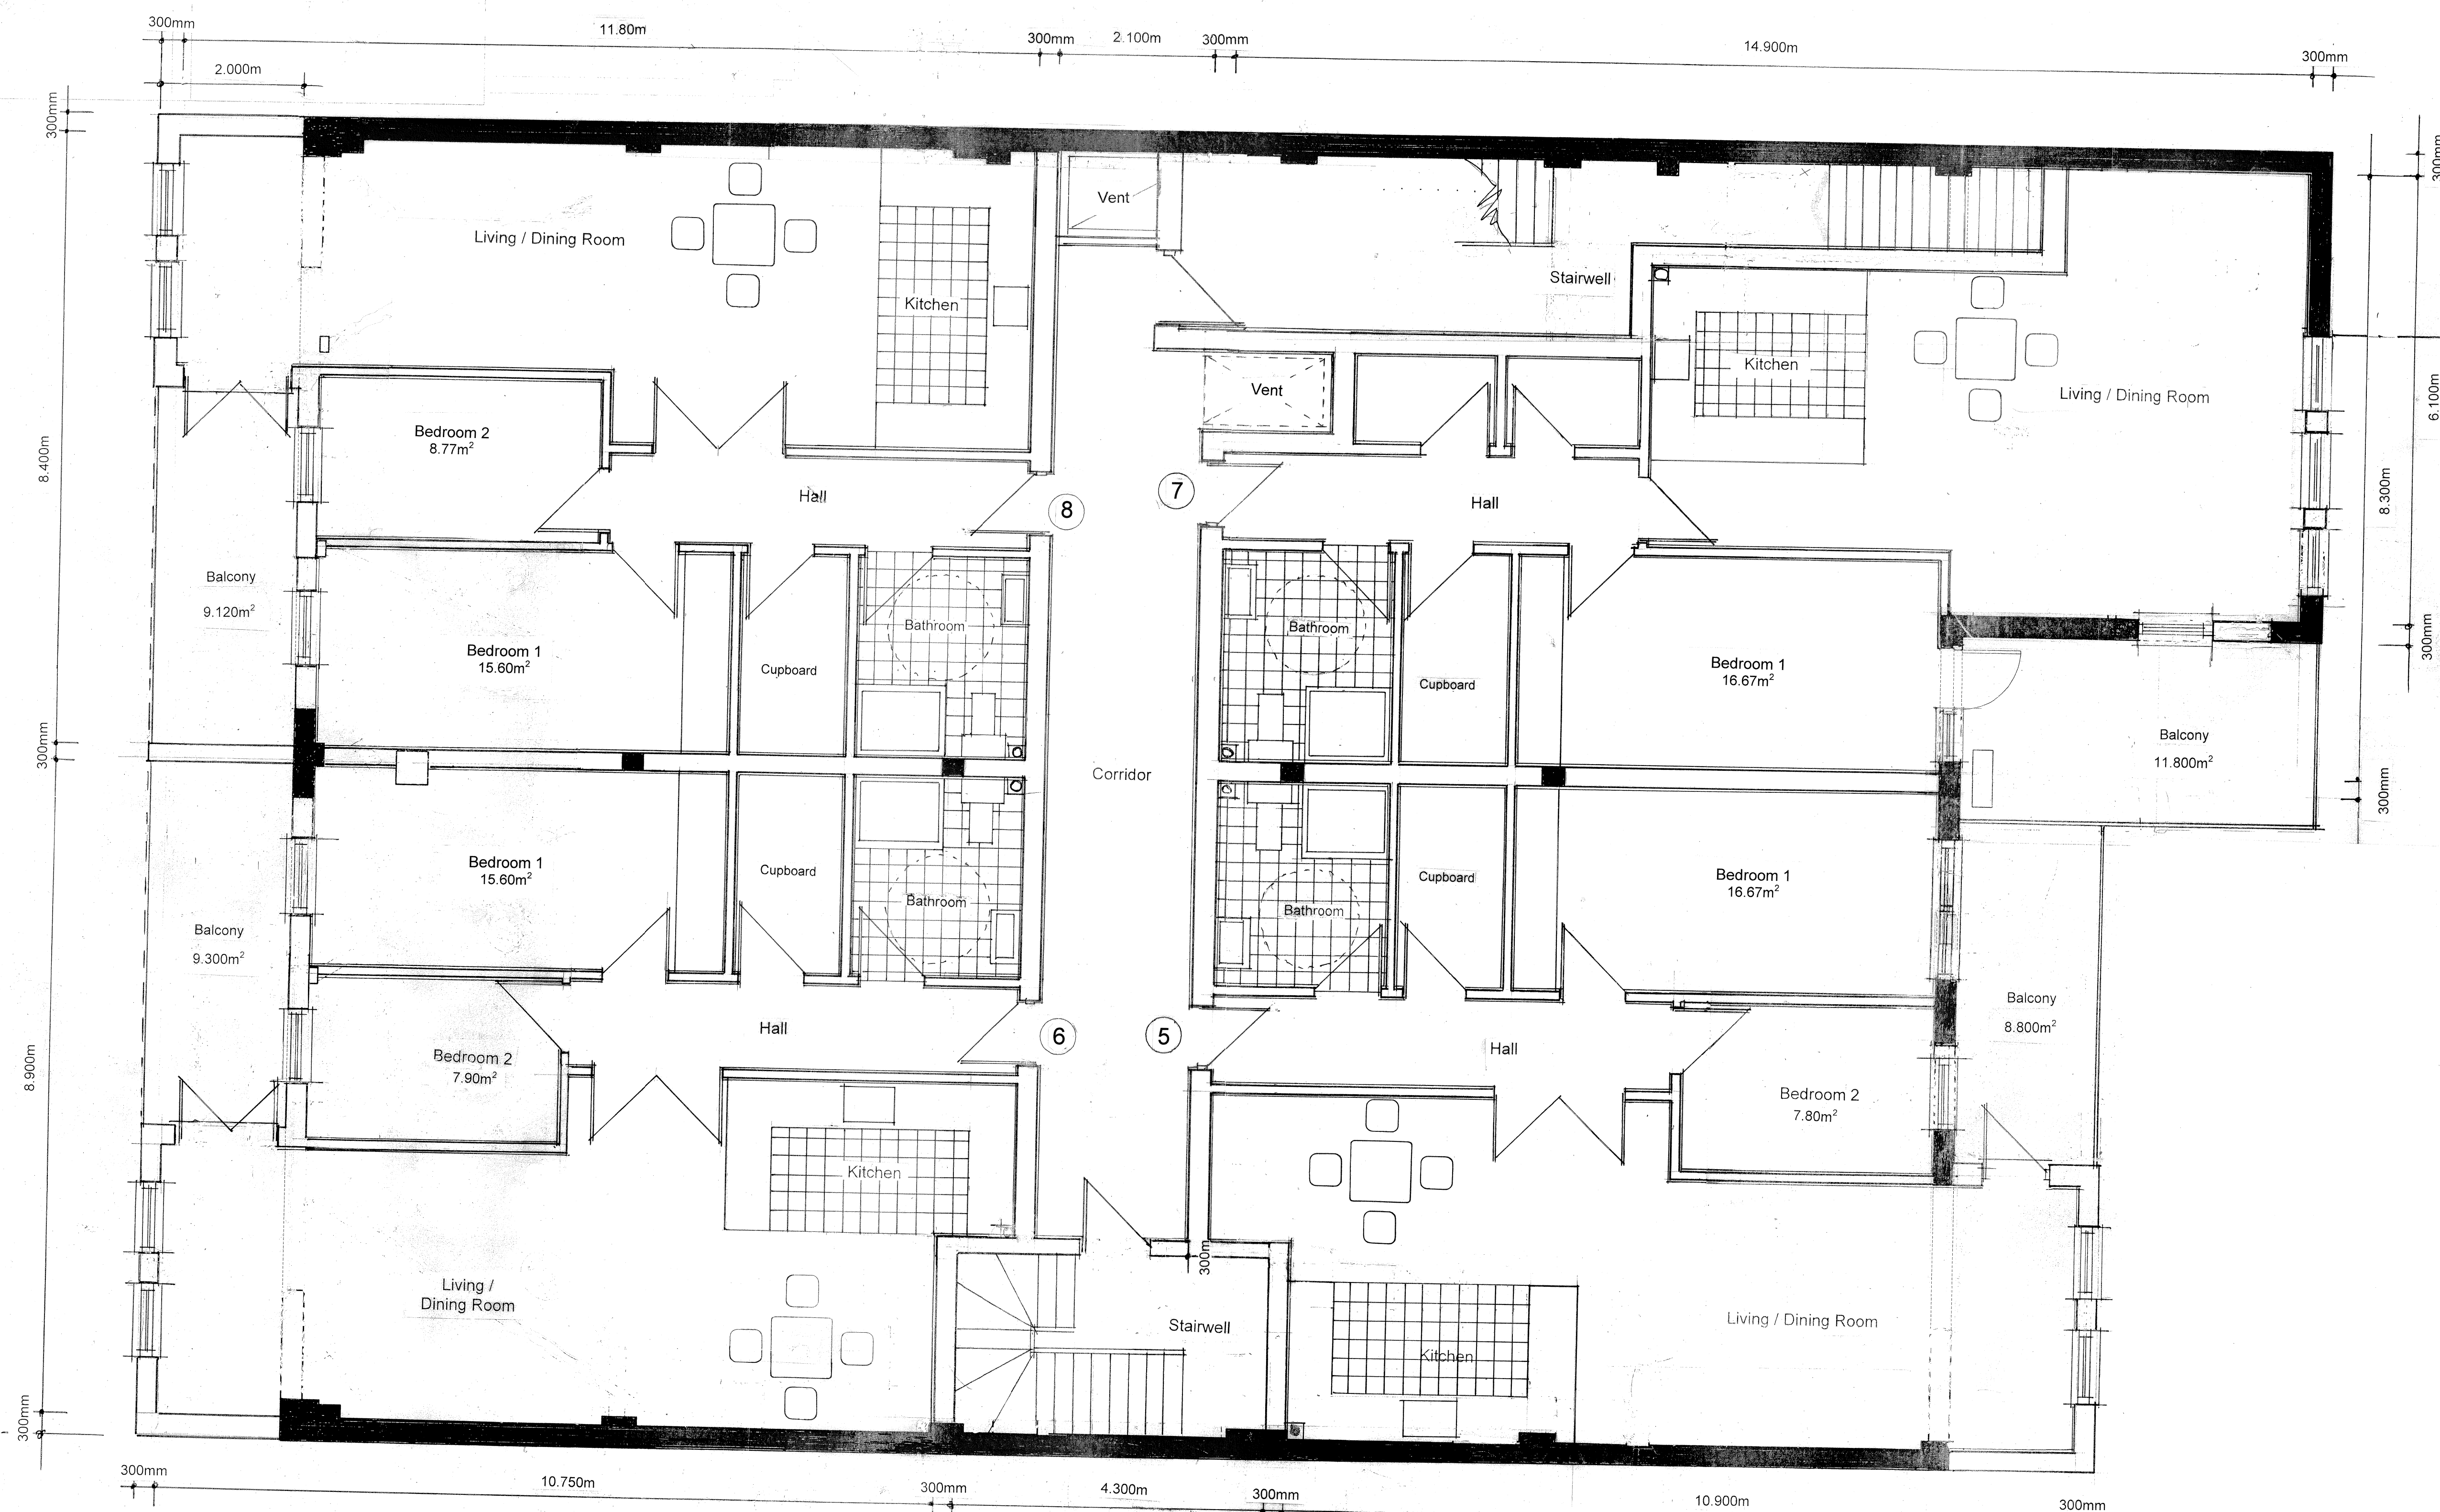 300mm
11.80m
300mm
2.100m
300mm
14.900m
300mm
2.000m
300mm
300mm
Vent
Living / Dining Room
Kitchen
Stairwell
Kitchen
Living / Dining Room
Vent
6.100m
8.400m
Bedroom 2
8.77m²
Hall
8
7
Hall
8.300m
Balcony
9.120m²
Bedroom 1
15.60m²
Cupboard
Bathroom
Bathroom
Cupboard
Bedroom 1
16.67m²
300mm
300mm
Corridor
Balcony
11.800m²
300mm
Bedroom 1
15.60m²
Cupboard
Bathroom
Bathroom
Cupboard
Bedroom 1
16.67m²
Balcony
9.300m²
Balcony
8.800m²
8.900m
Bedroom 2
7.90m²
Hall
6
5
Hall
Bedroom 2
7.80m²
Kitchen
300m
Living /
Dining Room
Stairwell
Kitchen
Living / Dining Room
300mm
300mm
10.750m
300mm
4.300m
300mm
10.900m
300mm